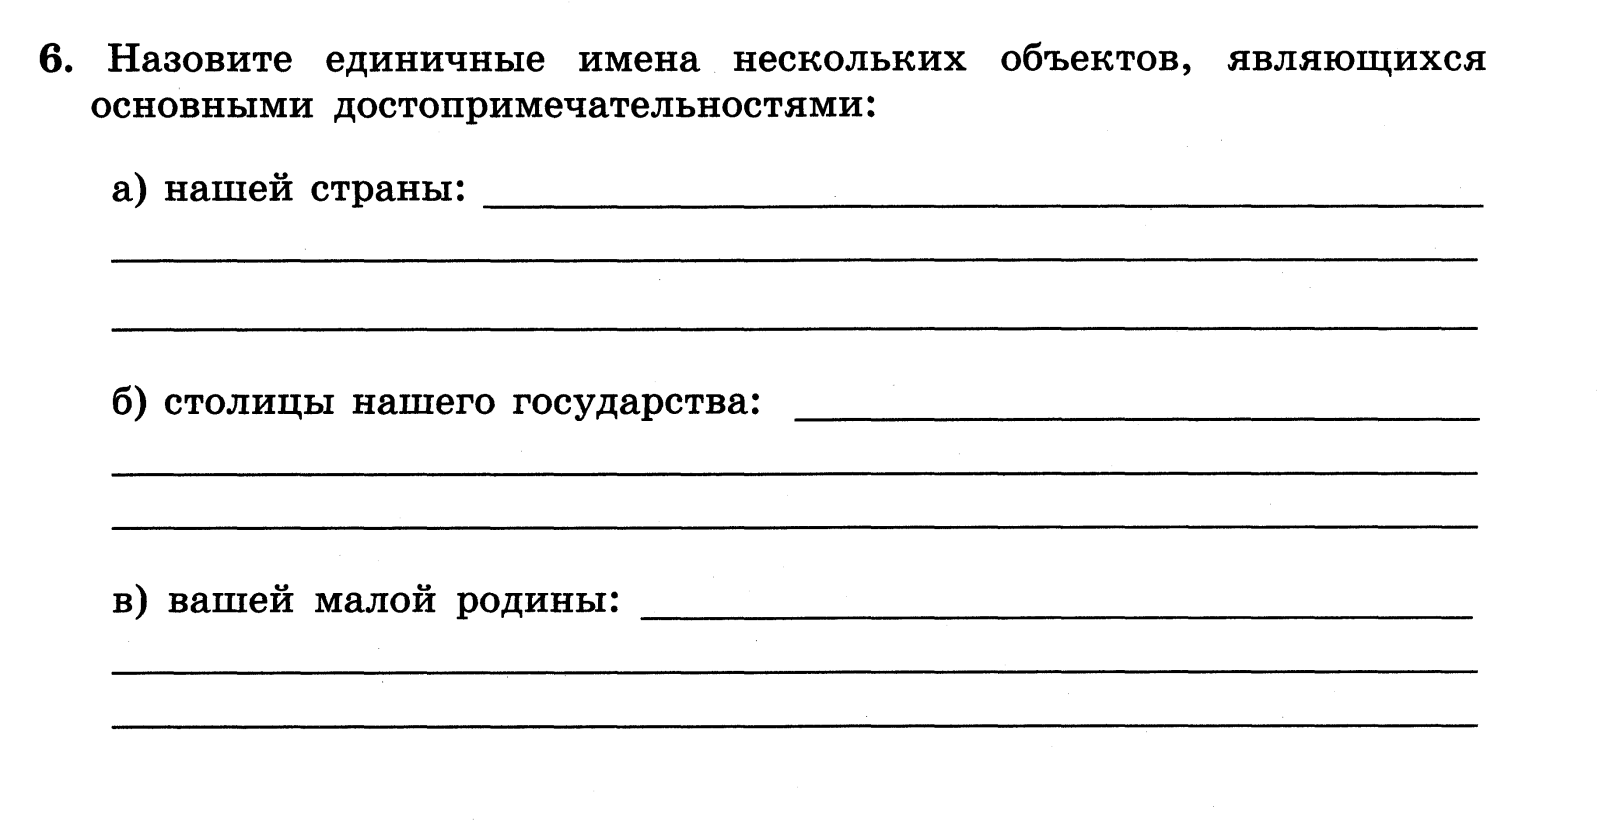 6. Назовите единичные имена нескольких объектов, являющихся
основными достопримечательностями:
а) нашей страны:
б) столицы нашего государства:
в) вашей малой родины: